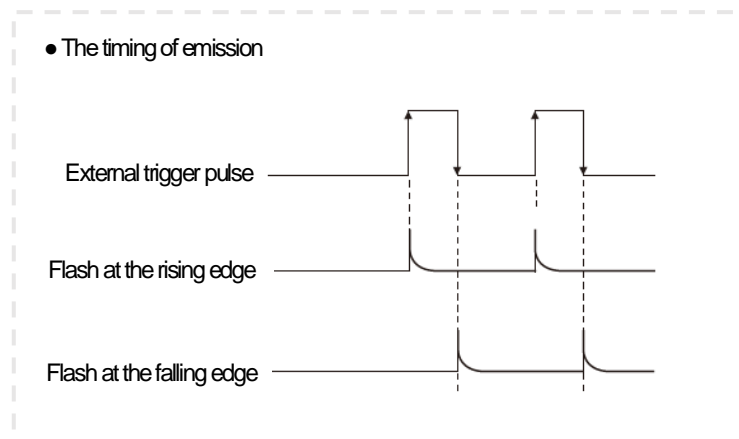 ● The timing of emission
External trigger pulse
Flash at the rising edge
Flash at the falling edge